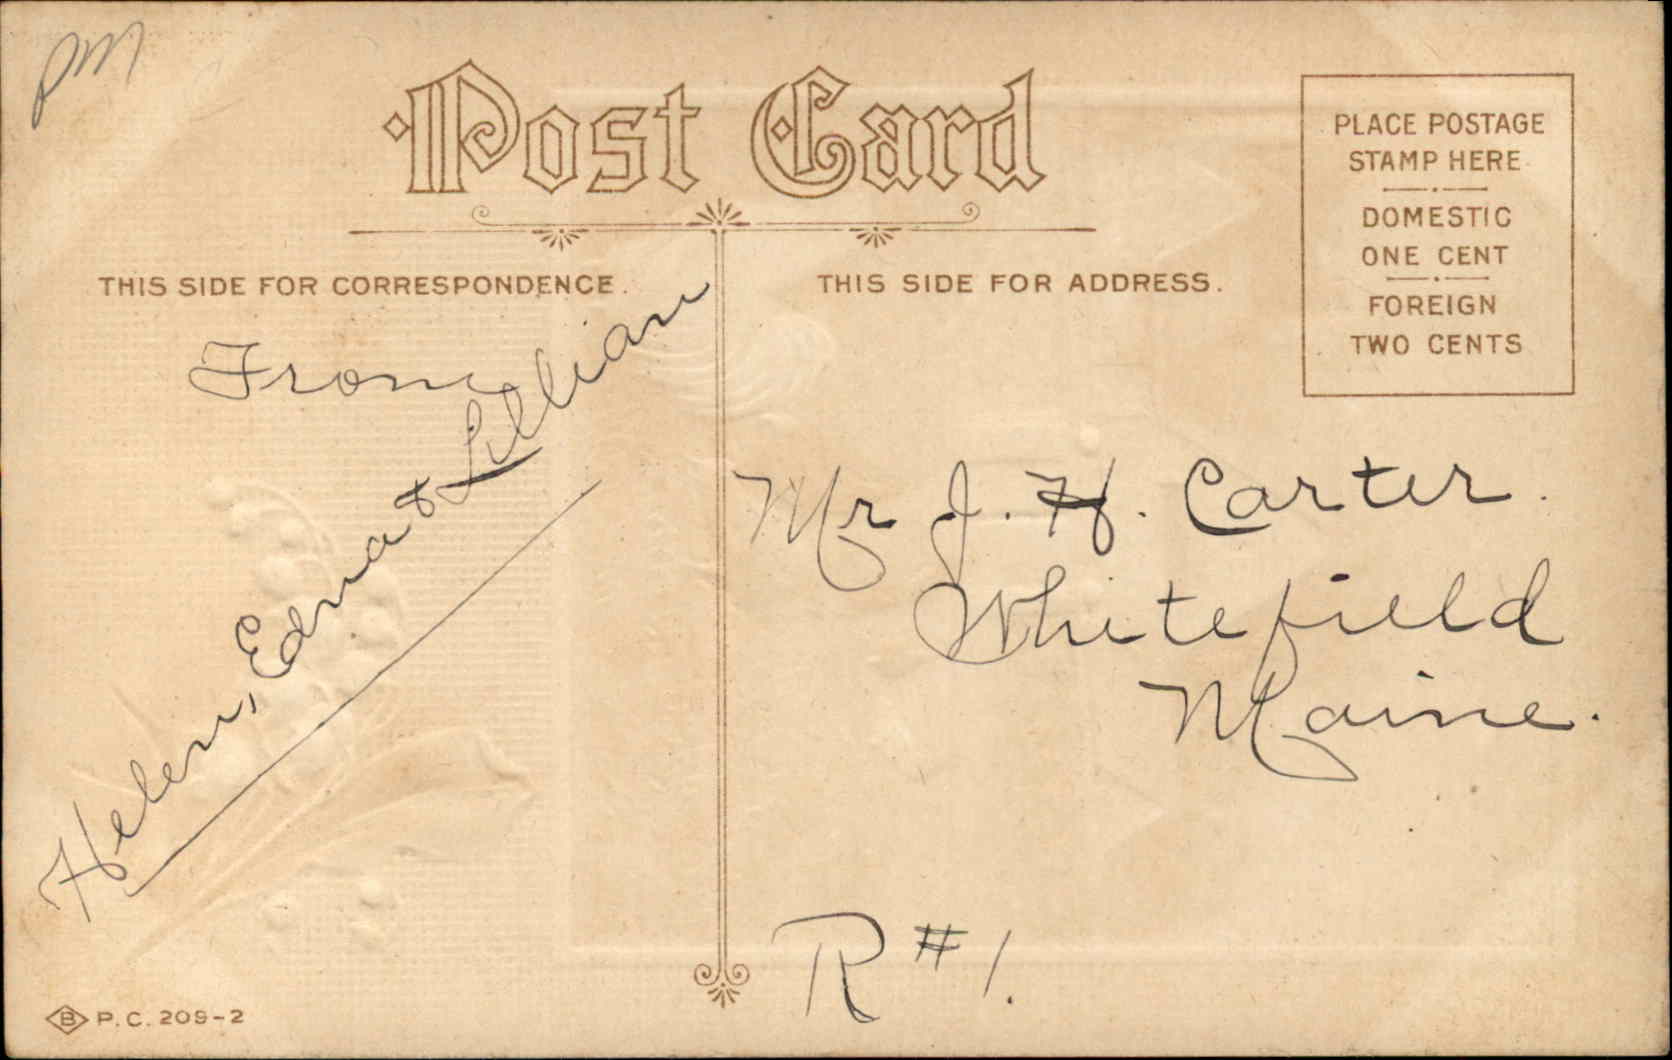 PM
Post Card
PLACE POSTAGE
STAMP HERE
DOMESTIC
ONE CENT
FOREIGN
TWO CENTS
THIS SIDE FOR CORRESPONDENCE.
THIS SIDE FOR ADDRESS.
From
Helen, Edna & Lillian
Mr J. H. Carter.
Whitefield
Maine.
R #1.
B P.C. 209-2